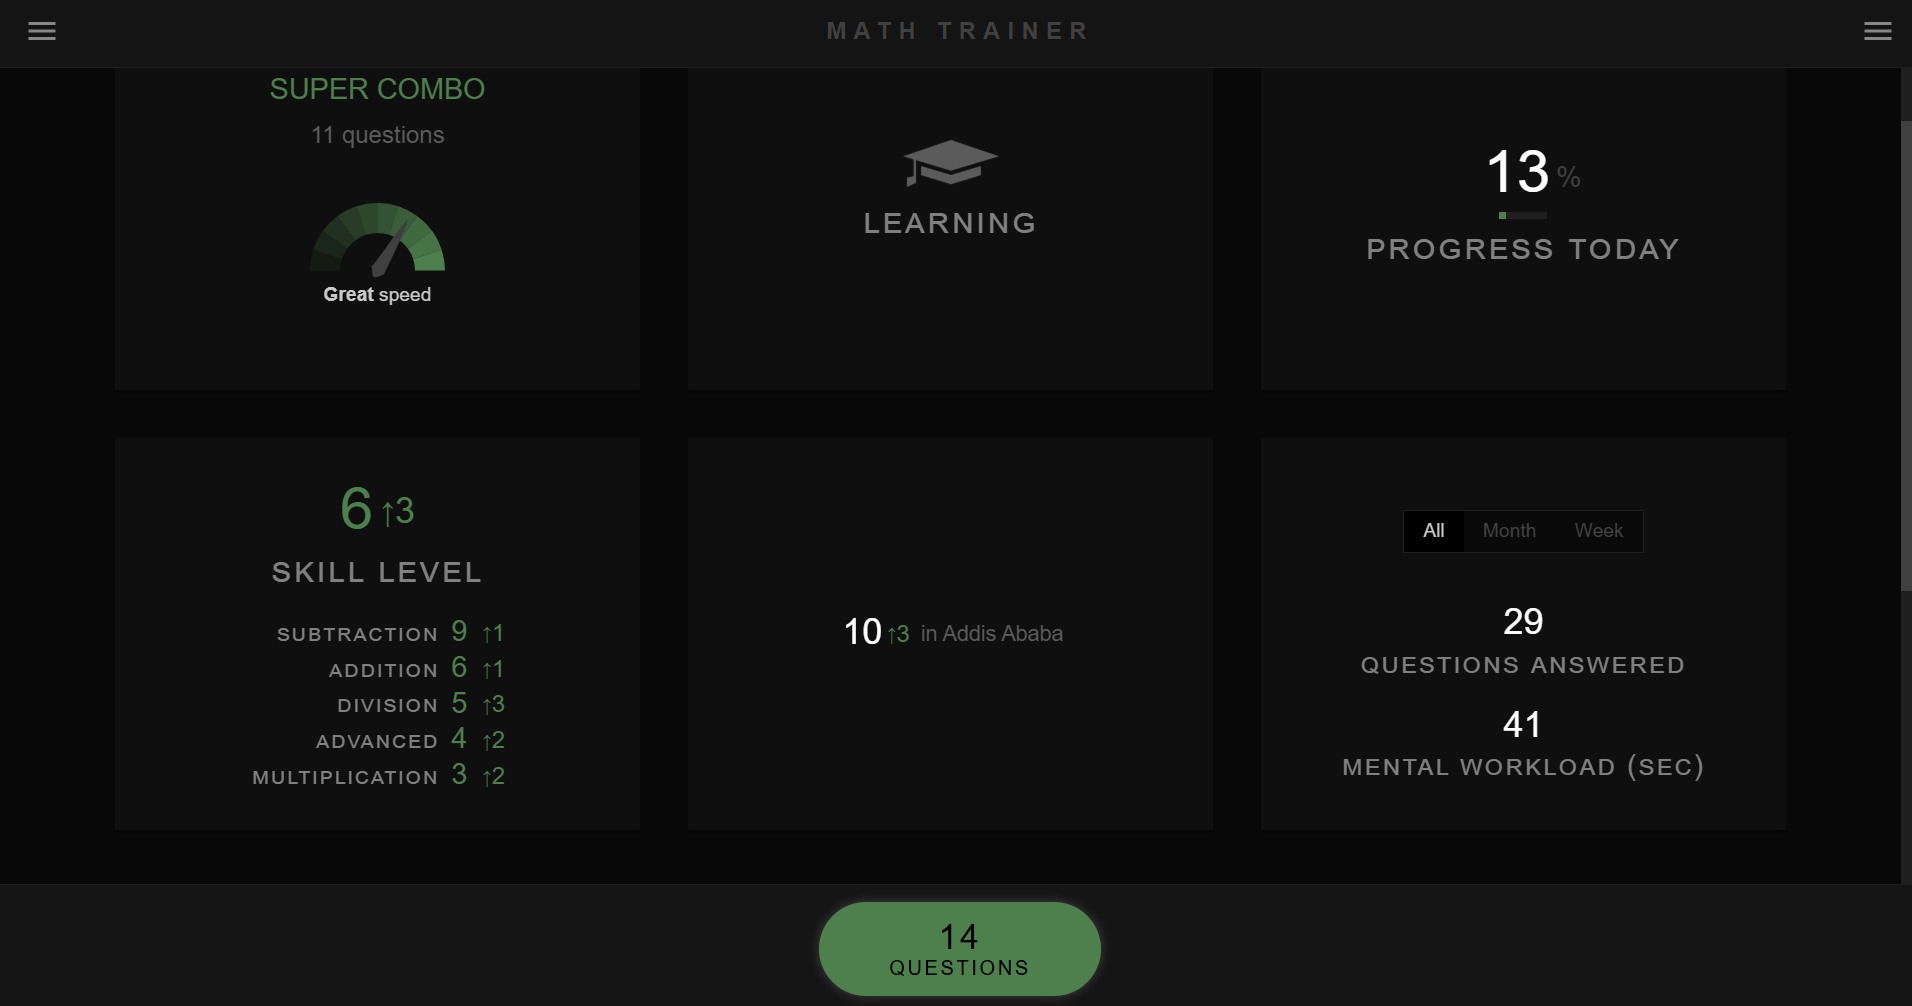 MATH TRAINER
SUPER COMBO
11 questions
Great speed
LEARNING
13 %
PROGRESS TODAY
6 ↑3
SKILL LEVEL
SUBTRACTION 9 ↑1
ADDITION 6 ↑1
DIVISION 5 ↑3
ADVANCED 4 ↑2
MULTIPLICATION 3 ↑2
10 ↑3 in Addis Ababa
All Month Week
29
QUESTIONS ANSWERED
41
MENTAL WORKLOAD (SEC)
14
QUESTIONS